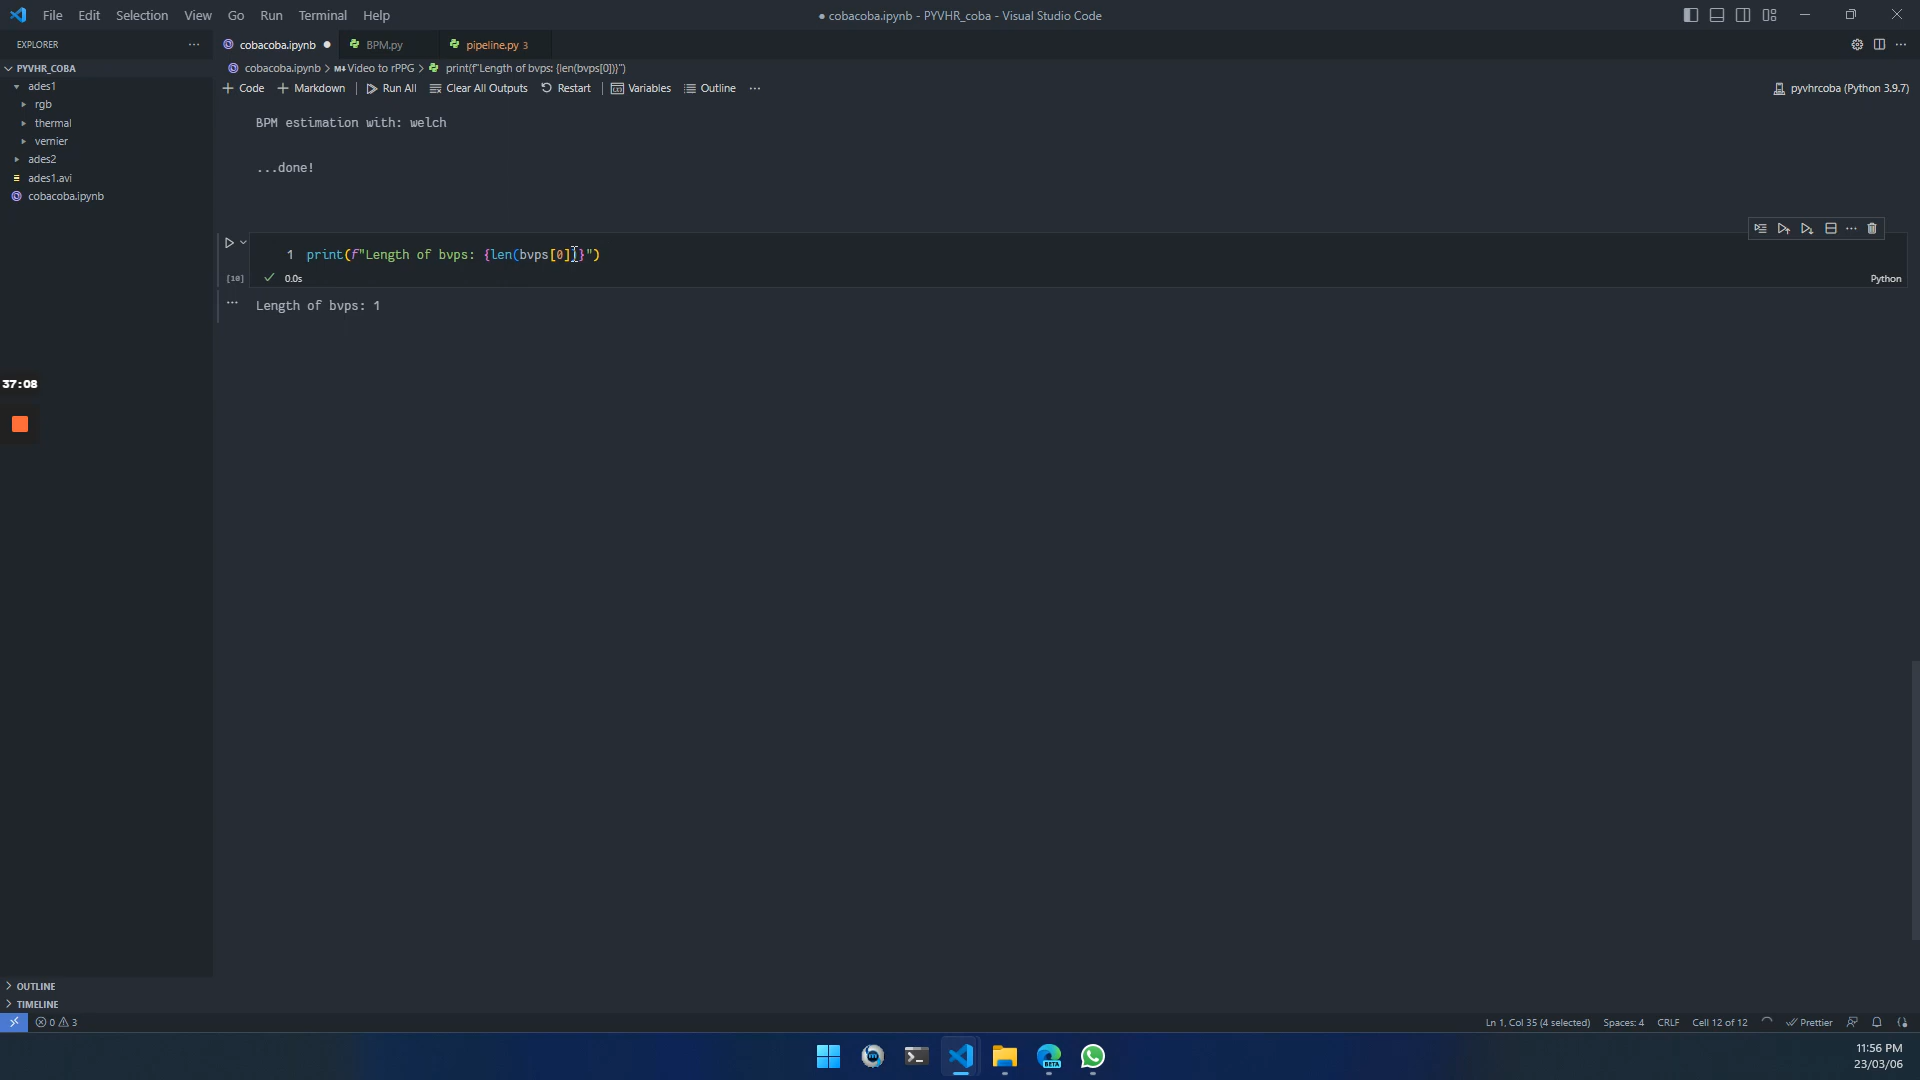 File Edit Selection View Go Run Terminal Help
● cobacoba.ipynb - PYVHR_coba - Visual Studio Code
EXPLORER
cobacoba.ipynb
BPM.py
pipeline.py 3
PYVHR_COBA
cobacoba.ipynb > M↓ Video to rPPG > print(f"Length of bvps: {len(bvps[0])}")
ades1
+ Code + Markdown Run All Clear All Outputs Restart Variables Outline ···
pyvhrcoba (Python 3.9.7)
rgb
thermal
vernier
ades2
ades1.avi
cobacoba.ipynb
BPM estimation with: welch
...done!
1 print(f"Length of bvps: {len(bvps[0])}")
[10] 0.0s
Python
Length of bvps: 1
37:08
OUTLINE
TIMELINE
0 3
Ln 1, Col 35 (4 selected) Spaces: 4 CRLF Cell 12 of 12 Prettier
BETA
11:56 PM
23/03/06